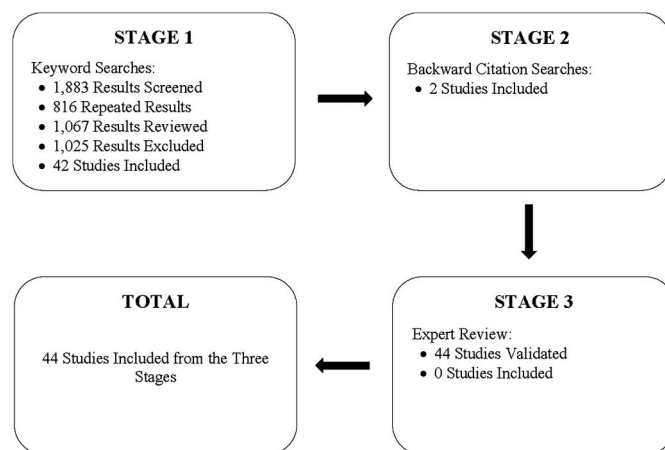 STAGE 1
Keyword Searches:
• 1,883 Results Screened
• 816 Repeated Results
• 1,067 Results Reviewed
• 1,025 Results Excluded
• 42 Studies Included
STAGE 2
Backward Citation Searches:
• 2 Studies Included
STAGE 3
Expert Review:
• 44 Studies Validated
• 0 Studies Included
TOTAL
44 Studies Included from the Three
Stages